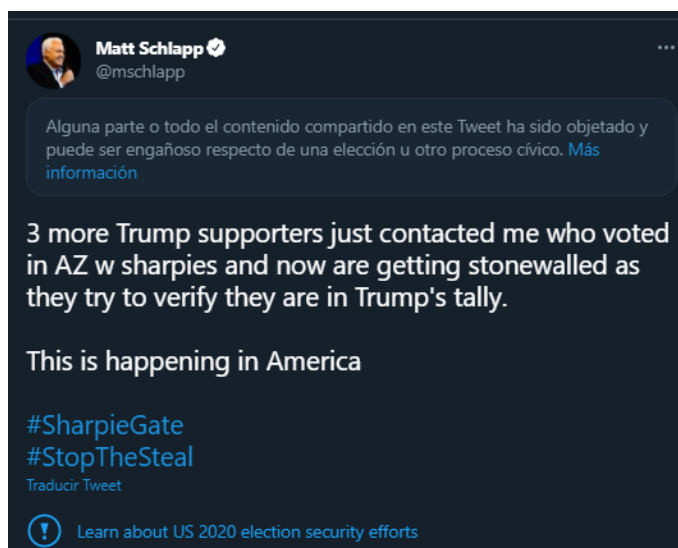 Matt Schlapp
@mschlapp
Alguna parte o todo el contenido compartido en este Tweet ha sido objetado y
puede ser engañoso respecto de una elección u otro proceso cívico. Más
información
3 more Trump supporters just contacted me who voted
in AZ w sharpies and now are getting stonewalled as
they try to verify they are in Trump's tally.
This is happening in America
#SharpieGate
#StopTheSteal
Traducir Tweet
Learn about US 2020 election security efforts